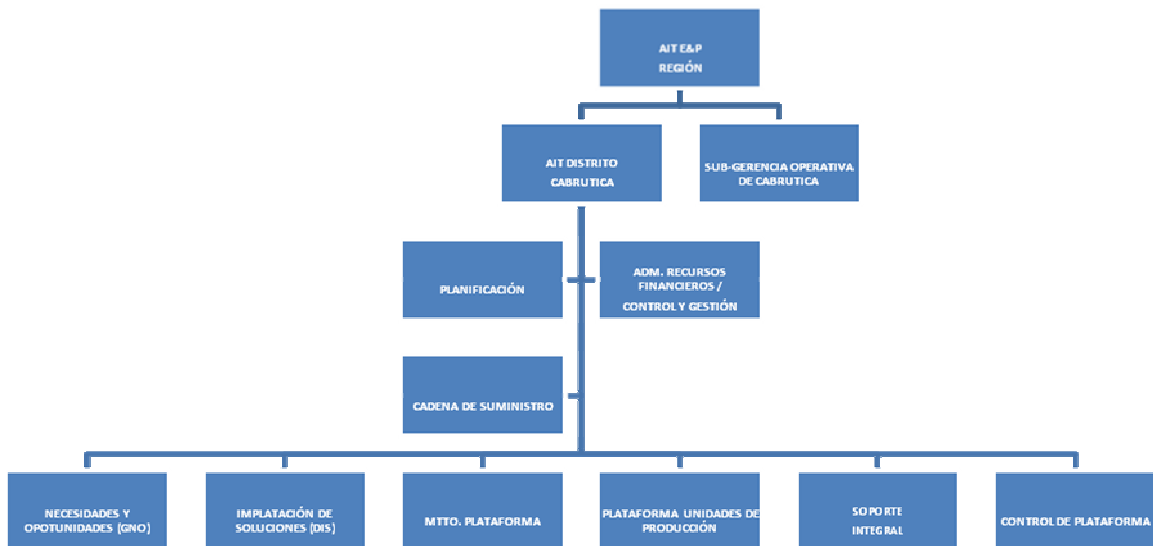 AIT E&P
REGIÓN
AIT DISTRITO
CABRUTICA
SUB-GERENCIA OPERATIVA
DE CABRUTICA
PLANIFICACIÓN
ADM. RECURSOS
FINANCIEROS /
CONTROL Y GESTIÓN
CADENA DE SUMINISTRO
NECESIDADES Y
OPOTUNIDADES (GNO)
IMPLATACIÓN DE
SOLUCIONES (DIS)
MTTO. PLATAFORMA
PLATAFORMA UNIDADES DE
PRODUCCIÓN
SOPORTE
INTEGRAL
CONTROL DE PLATAFORMA